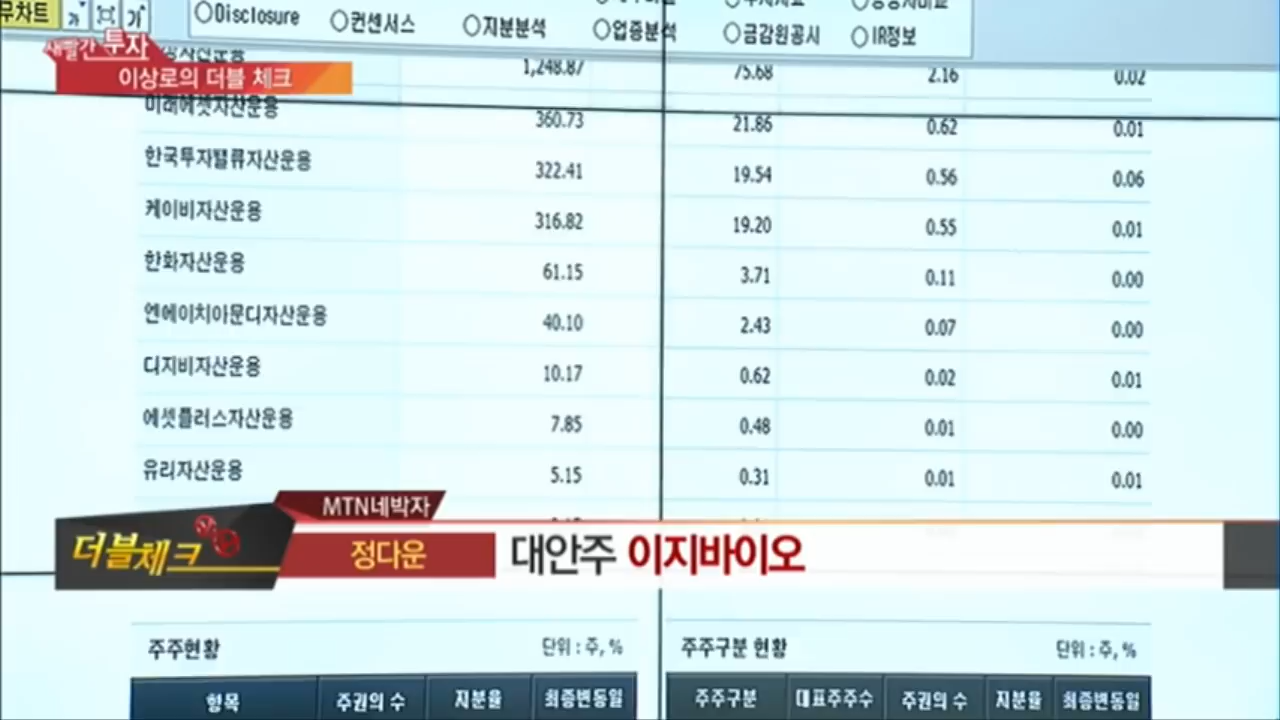 무차트
○Disclosure ○컨센서스 ○지분분석 ○업종분석 ○금감원공시 ○IR정보
새빨간 투자
이상로의 더블 체크
1,248.87 75.68 2.16 0.02
미래에셋자산운용 360.73 21.86 0.62 0.01
한국투자밸류자산운용 322.41 19.54 0.56 0.06
케이비자산운용 316.82 19.20 0.55 0.01
한화자산운용 61.15 3.71 0.11 0.00
엔에이치아문디자산운용 40.10 2.43 0.07 0.00
디지비자산운용 10.17 0.62 0.02 0.01
에셋플러스자산운용 7.85 0.48 0.01 0.00
유리자산운용 5.15 0.31 0.01 0.01
MTN네박자
더블체크 정다운 대안주 이지바이오
주주현황 단위 : 주, % 주주구분 현황 단위 : 주, %
항목 주권의 수 지분율 최종변동일 주주구분 대표주주수 주권의 수 지분율 최종변동일